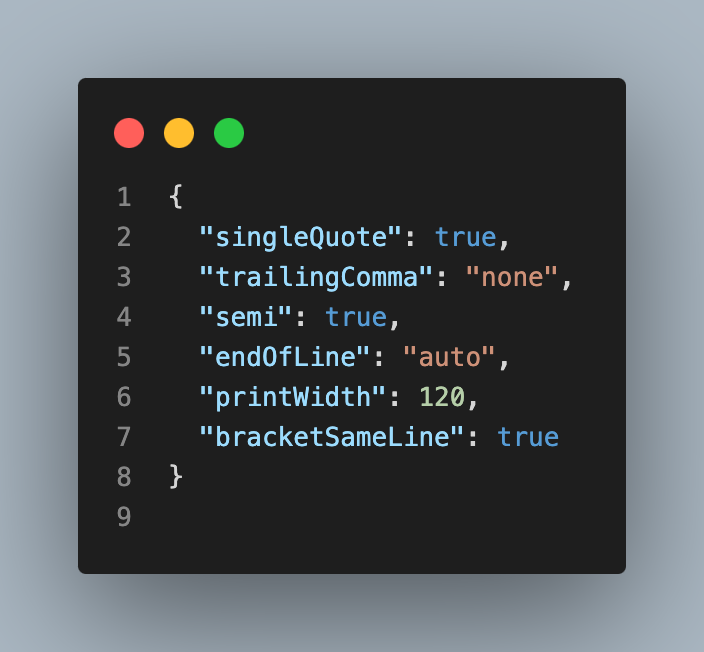 1 {
2   "singleQuote": true,
3   "trailingComma": "none",
4   "semi": true,
5   "endOfLine": "auto",
6   "printWidth": 120,
7   "bracketSameLine": true
8 }
9